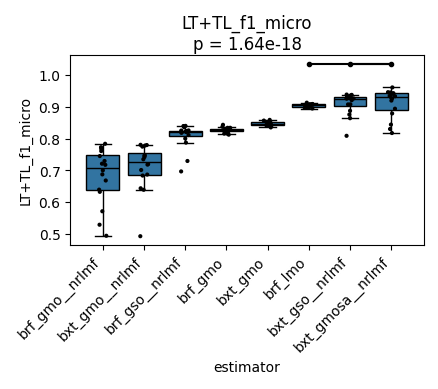 LT+TL_f1_micro
p = 1.64e-18
LT+TL_f1_micro
1.0
0.9
0.8
0.7
0.6
0.5
brf_gmo__nrlmf
bxt_gmo__nrlmf
brf_gso__nrlmf
brf_gmo
bxt_gmo
brf_lmo
bxt_gso__nrlmf
bxt_gmosa__nrlmf
estimator